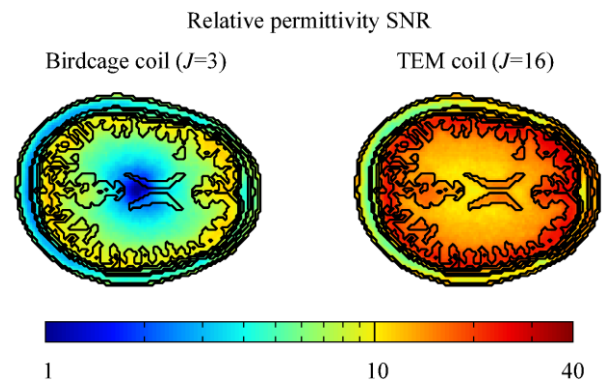 Relative permittivity SNR
Birdcage coil (J=3) TEM coil (J=16)
1 10 40